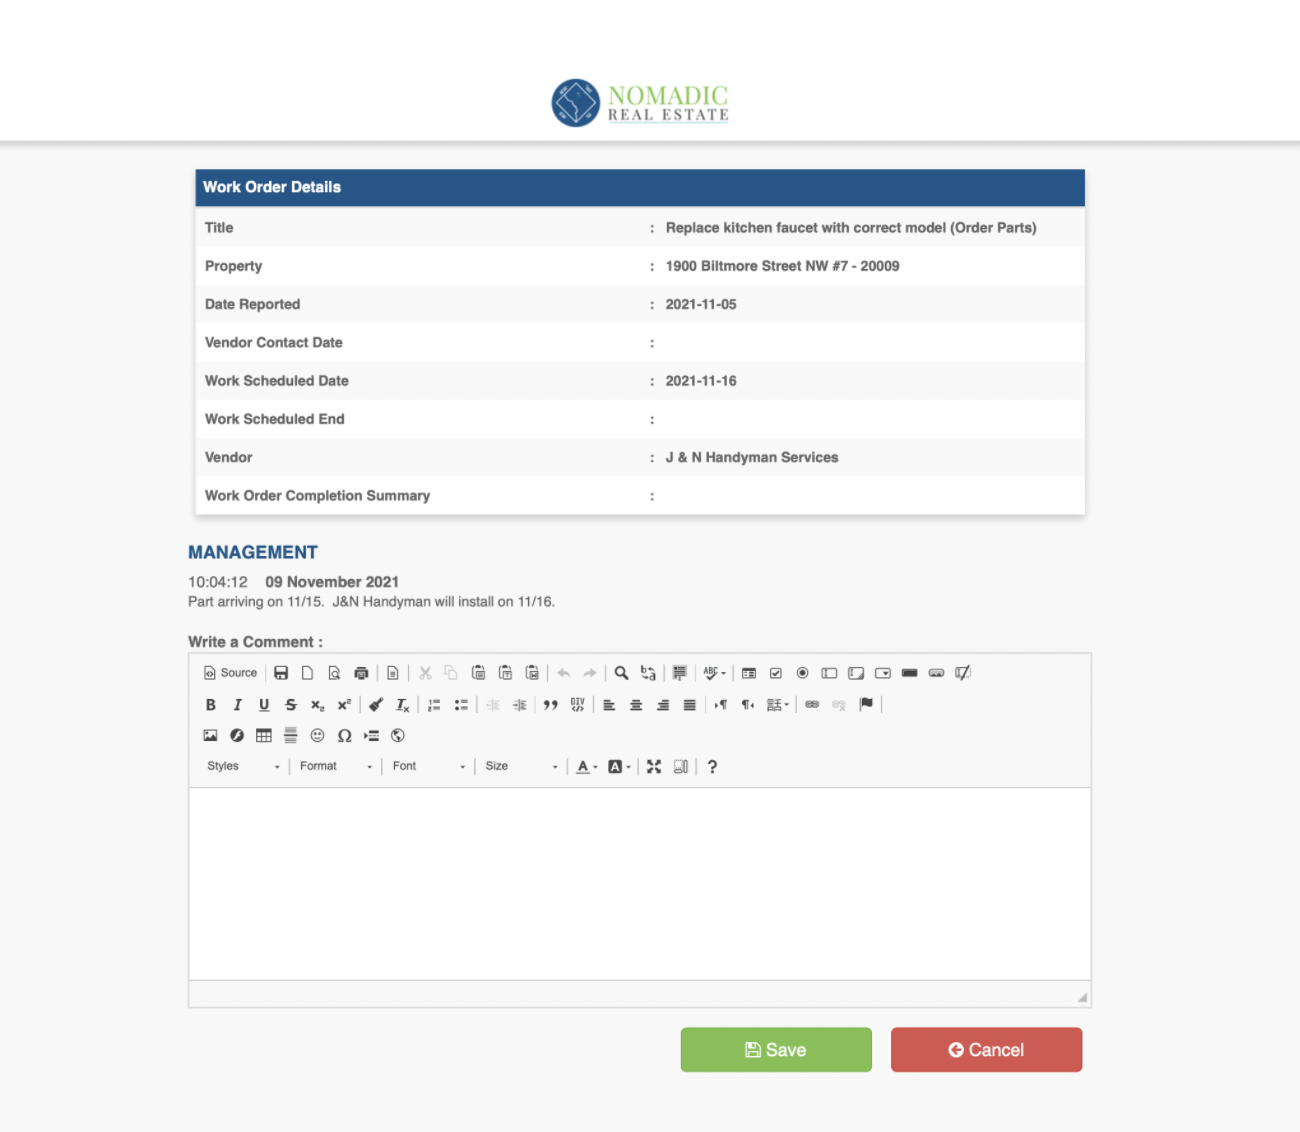 NOMADIC
REAL ESTATE
Work Order Details
Title : Replace kitchen faucet with correct model (Order Parts)
Property : 1900 Biltmore Street NW #7 - 20009
Date Reported : 2021-11-05
Vendor Contact Date :
Work Scheduled Date : 2021-11-16
Work Scheduled End :
Vendor : J & N Handyman Services
Work Order Completion Summary :
MANAGEMENT
10:04:12 09 November 2021
Part arriving on 11/15. J&N Handyman will install on 11/16.
Write a Comment :
Source
Styles Format Font Size
Save Cancel